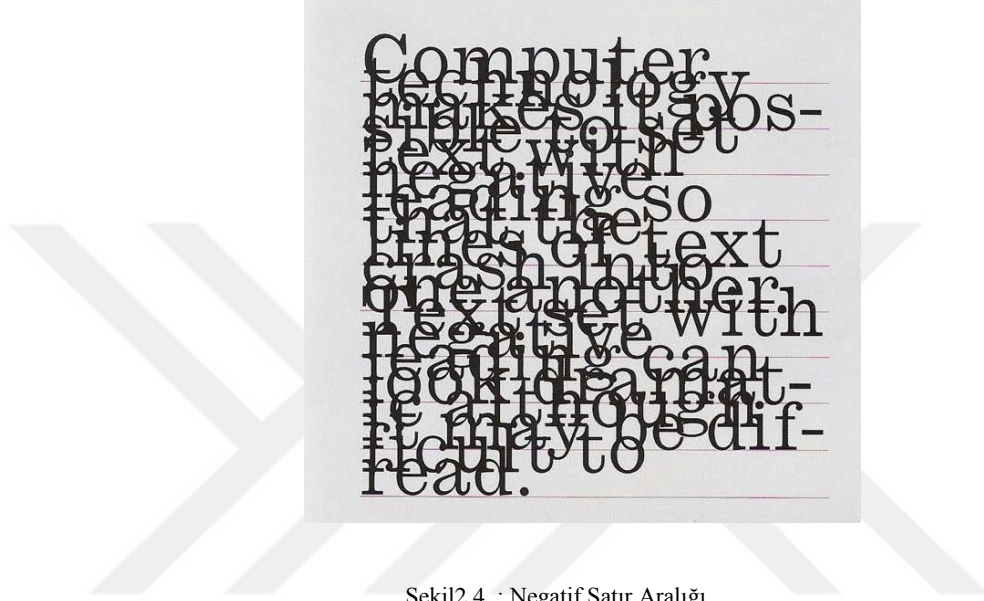 Computer
technology
makes it pos-
sible to set
text with
negative
leading so
that the
lines of text
crash into
one another.
Text set with
negative
leading can
look dramat-
ic although
it may be dif-
ficult to
read.
Şekil2.4. : Negatif Satır Aralığı